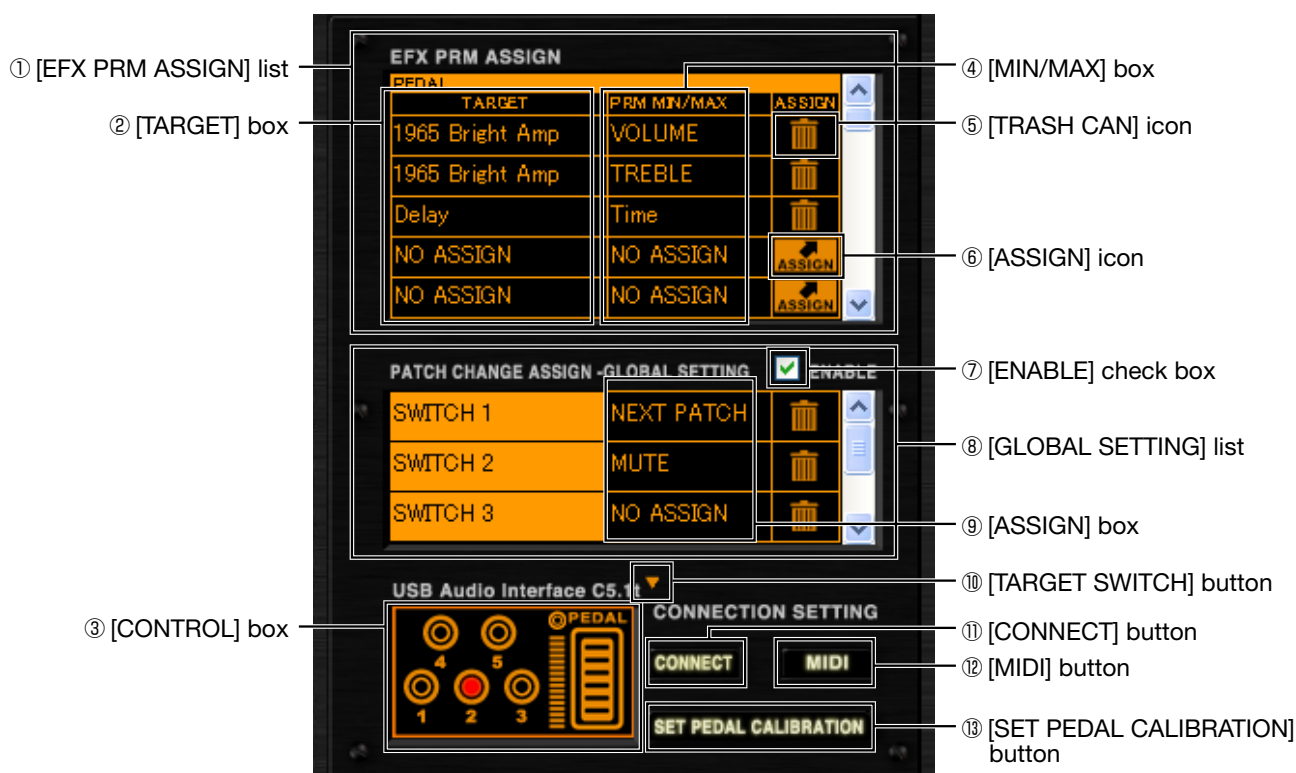 EFX PRM ASSIGN
① [EFX PRM ASSIGN] list
④ [MIN/MAX] box
PEDAL
TARGET PRM MIN/MAX ASSIGN
② [TARGET] box
1965 Bright Amp VOLUME
⑤ [TRASH CAN] icon
1965 Bright Amp TREBLE
Delay Time
NO ASSIGN NO ASSIGN ASSIGN
⑥ [ASSIGN] icon
NO ASSIGN NO ASSIGN ASSIGN
PATCH CHANGE ASSIGN -GLOBAL SETTING ENABLE
⑦ [ENABLE] check box
SWITCH 1 NEXT PATCH
⑧ [GLOBAL SETTING] list
SWITCH 2 MUTE
SWITCH 3 NO ASSIGN
⑨ [ASSIGN] box
USB Audio Interface C5.1t
⑩ [TARGET SWITCH] button
CONNECTION SETTING
③ [CONTROL] box
PEDAL
4 5
1 2 3
⑪ [CONNECT] button
CONNECT MIDI
⑫ [MIDI] button
SET PEDAL CALIBRATION
⑬ [SET PEDAL CALIBRATION]
button